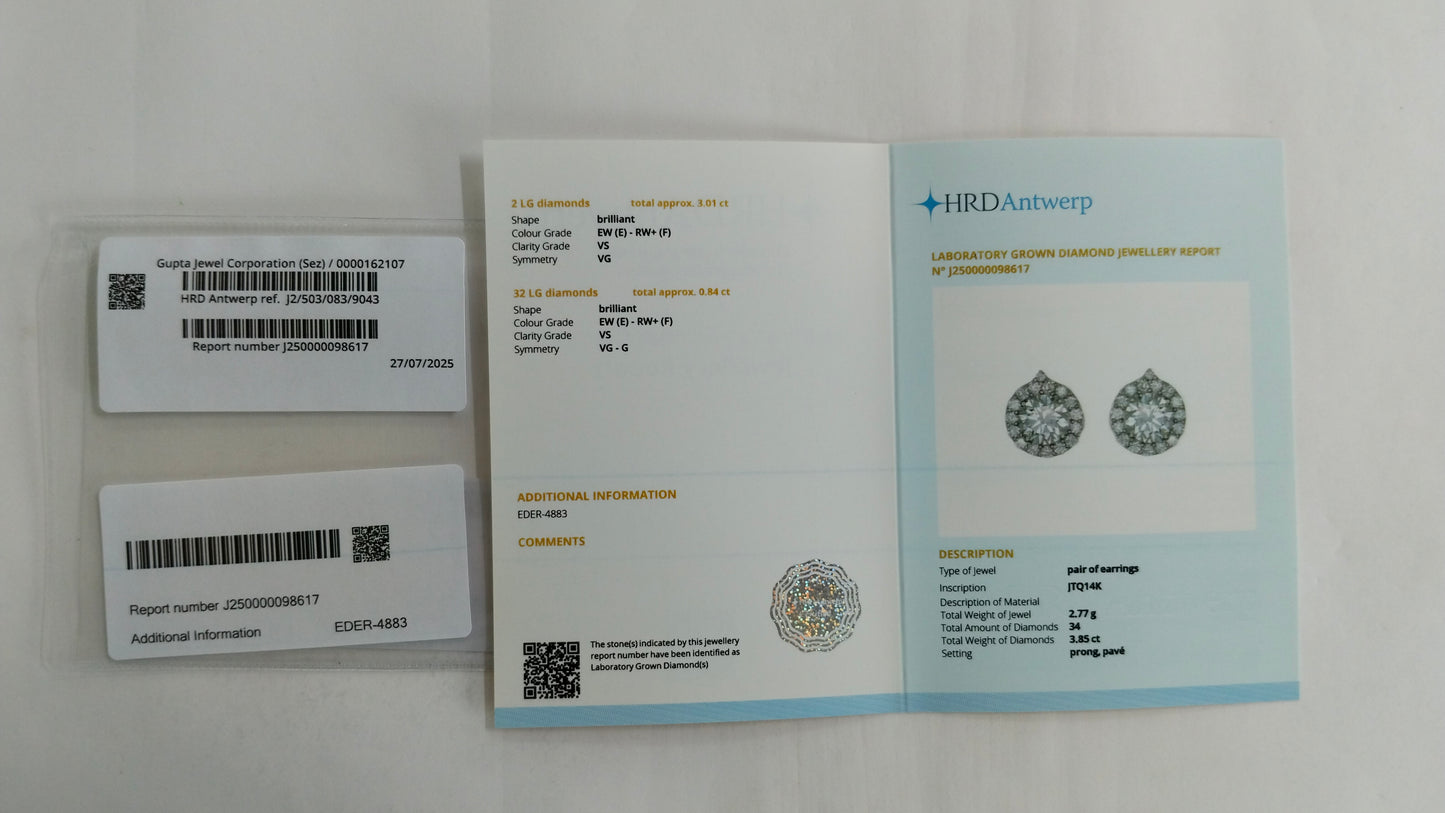 Gupta Jewel Corporation (Sez) / 0000162107
HRD Antwerp ref. J2/503/083/9043
Report number J250000098617
27/07/2025
Report number J250000098617
Additional Information EDER-4883
2 LG diamonds total approx. 3.01 ct
Shape brilliant
Colour Grade EW (E) - RW+ (F)
Clarity Grade VS
Symmetry VG
32 LG diamonds total approx. 0.84 ct
Shape brilliant
Colour Grade EW (E) - RW+ (F)
Clarity Grade VS
Symmetry VG - G
ADDITIONAL INFORMATION
EDER-4883
COMMENTS
The stone(s) indicated by this jewellery
report number have been identified as
Laboratory Grown Diamond(s)
HRDAntwerp
LABORATORY GROWN DIAMOND JEWELLERY REPORT
N° J250000098617
DESCRIPTION
Type of Jewel pair of earrings
Inscription JTQ14K
Description of Material
Total Weight of Jewel 2.77 g
Total Amount of Diamonds 34
Total Weight of Diamonds 3.85 ct
Setting prong, pavé